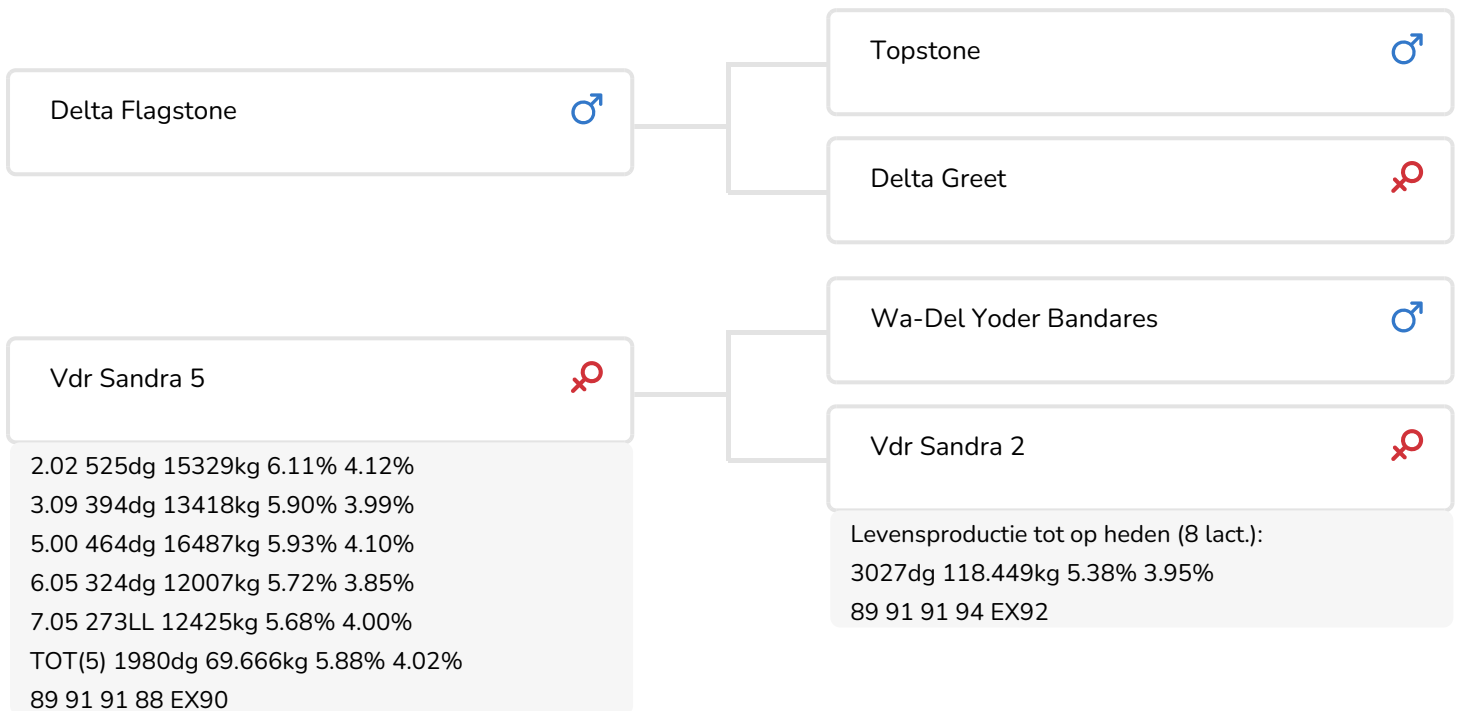 Delta Flagstone
Topstone
Delta Greet
Vdr Sandra 5
2.02 525dg 15329kg 6.11% 4.12%
3.09 394dg 13418kg 5.90% 3.99%
5.00 464dg 16487kg 5.93% 4.10%
6.05 324dg 12007kg 5.72% 3.85%
7.05 273LL 12425kg 5.68% 4.00%
TOT(5) 1980dg 69.666kg 5.88% 4.02%
89 91 91 88 EX90
Wa-Del Yoder Bandares
Vdr Sandra 2
Levensproductie tot op heden (8 lact.):
3027dg 118.449kg 5.38% 3.95%
89 91 91 94 EX92